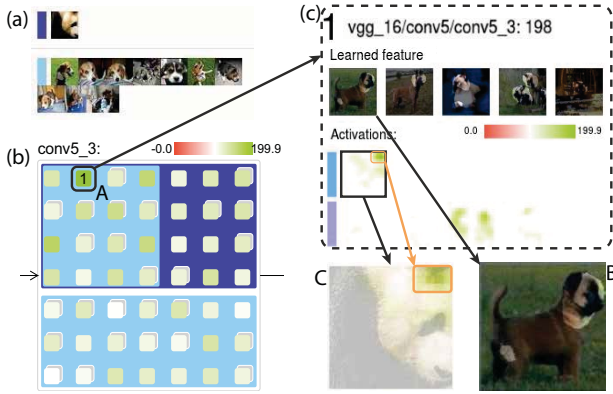 (a)
(c)
1 vgg_16/conv5/conv5_3: 198
Learned feature
Activations:
0.0 199.9
conv5_3: -0.0 199.9
(b)
1
A
C
B